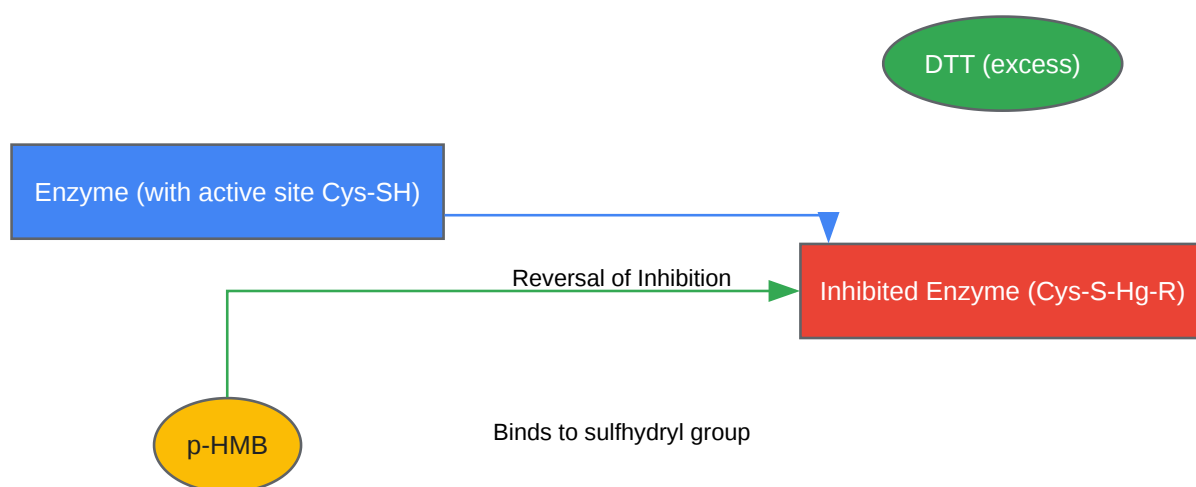 DTT (excess)
Enzyme (with active site Cys-SH)
Reversal of Inhibition
Inhibited Enzyme (Cys-S-Hg-R)
Binds to sulfhydryl group
p-HMB